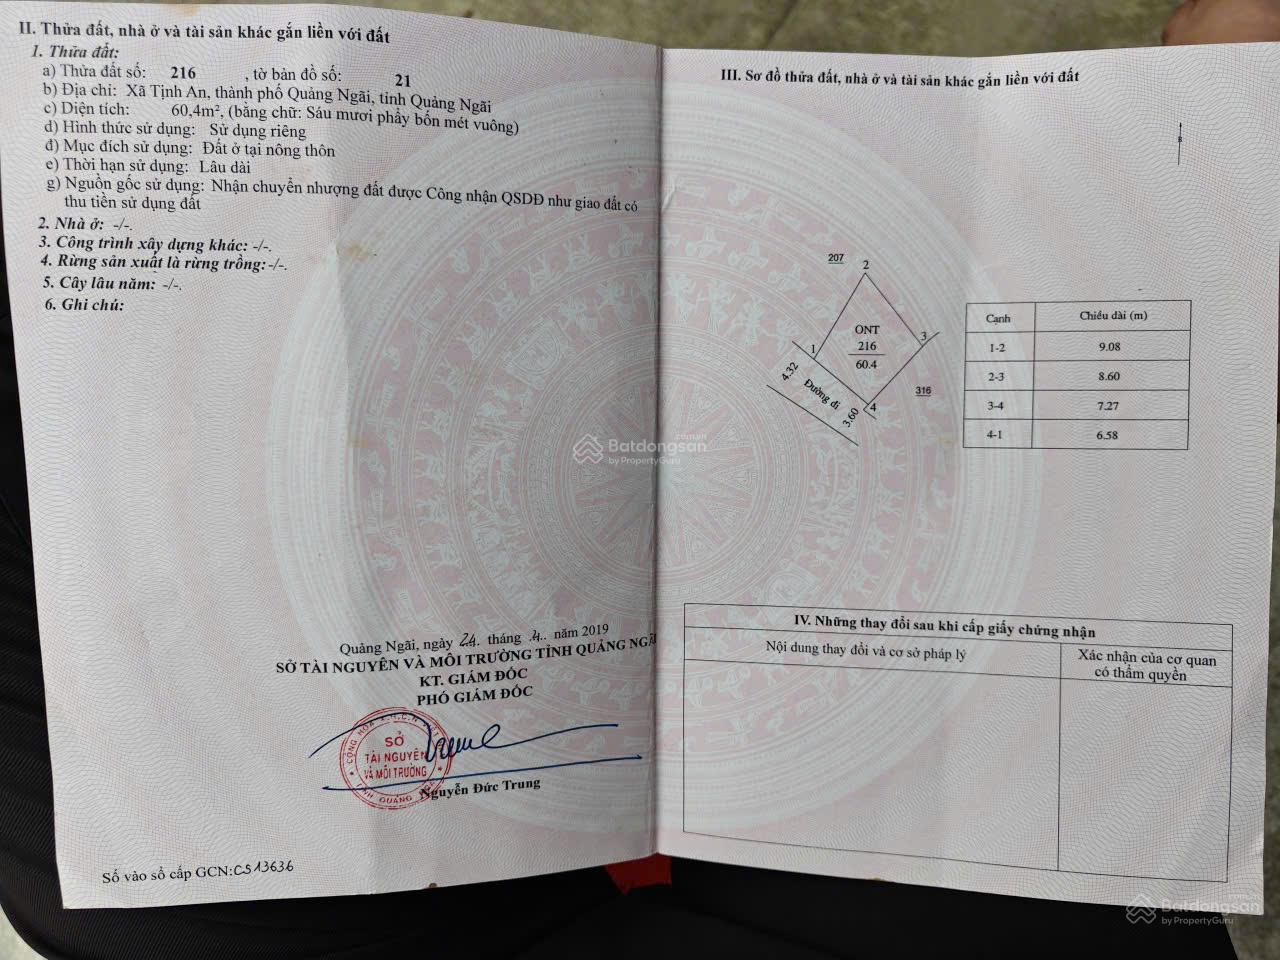 II. Thửa đất, nhà ở và tài sản khác gắn liền với đất
1. Thửa đất:
a) Thửa đất số: 216 , tờ bản đồ số: 21
b) Địa chỉ: Xã Tịnh An, thành phố Quảng Ngãi, tỉnh Quảng Ngãi
c) Diện tích: 60,4m², (bằng chữ: Sáu mươi phẩy bốn mét vuông)
d) Hình thức sử dụng: Sử dụng riêng
đ) Mục đích sử dụng: Đất ở tại nông thôn
e) Thời hạn sử dụng: Lâu dài
g) Nguồn gốc sử dụng: Nhận chuyển nhượng đất được Công nhận QSDĐ như giao đất có
thu tiền sử dụng đất
2. Nhà ở: -/-.
3. Công trình xây dựng khác: -/-.
4. Rừng sản xuất là rừng trồng: -/-.
5. Cây lâu năm: -/-.
6. Ghi chú:
Quảng Ngãi, ngày 24 tháng 4 năm 2019
SỞ TÀI NGUYÊN VÀ MÔI TRƯỜNG TỈNH QUẢNG NGÃI
KT. GIÁM ĐỐC
PHÓ GIÁM ĐỐC
SỞ
TÀI NGUYÊN
VÀ MÔI TRƯỜNG
TỈNH QUẢNG
Nguyễn Đức Trung
Số vào sổ cấp GCN: CS13636
III. Sơ đồ thửa đất, nhà ở và tài sản khác gắn liền với đất
B
207
2
ONT
216
60.4
1
3
4
316
4.32
Đường đi
3.60
Cạnh Chiều dài (m)
1-2 9.08
2-3 8.60
3-4 7.27
4-1 6.58
Batdongsan
.com.vn
by PropertyGuru
IV. Những thay đổi sau khi cấp giấy chứng nhận
Nội dung thay đổi và cơ sở pháp lý
Xác nhận của cơ quan
có thẩm quyền
Batdongsan
.com.vn
by PropertyGuru